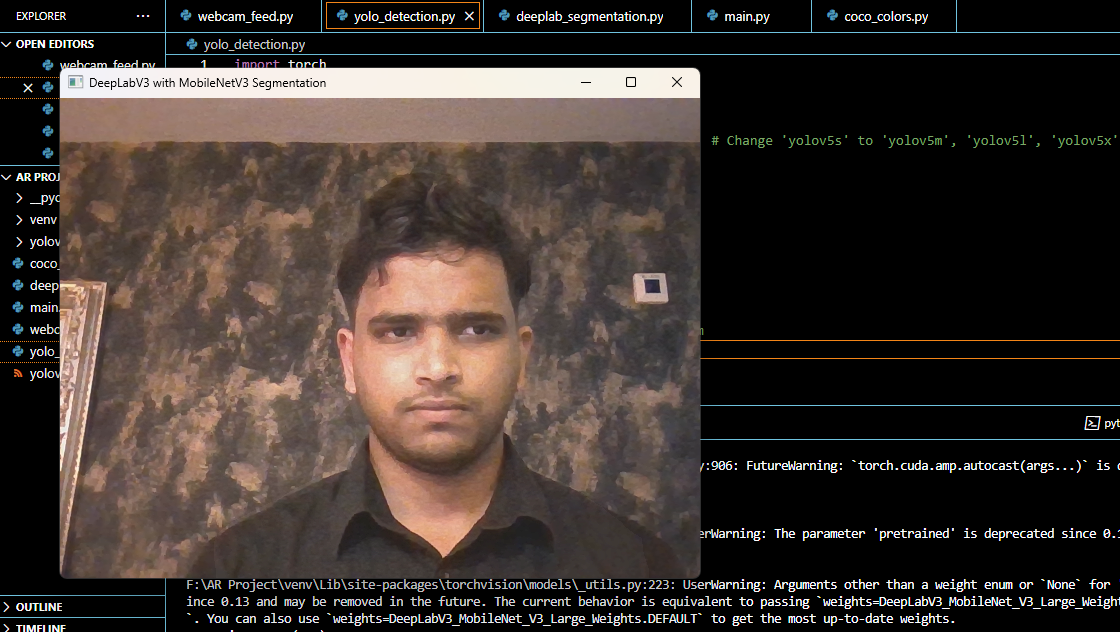 EXPLORER
webcam_feed.py
yolo_detection.py
deeplab_segmentation.py
main.py
coco_colors.py
OPEN EDITORS
yolo_detection.py
webcam_feed.py
1 import torch
DeepLabV3 with MobileNetV3 Segmentation
# Change 'yolov5s' to 'yolov5m', 'yolov5l', 'yolov5x'
AR PROJ
__pyc
venv
yolov
coco_
deep
main.
webc
yolo_
yolov
pyt
y:906: FutureWarning: `torch.cuda.amp.autocast(args...)` is d
erWarning: The parameter 'pretrained' is deprecated since 0.1
F:\AR Project\venv\Lib\site-packages\torchvision\models\_utils.py:223: UserWarning: Arguments other than a weight enum or `None` for
ince 0.13 and may be removed in the future. The current behavior is equivalent to passing `weights=DeepLabV3_MobileNet_V3_Large_Weight
`. You can also use `weights=DeepLabV3_MobileNet_V3_Large_Weights.DEFAULT` to get the most up-to-date weights.
OUTLINE
TIMELINE